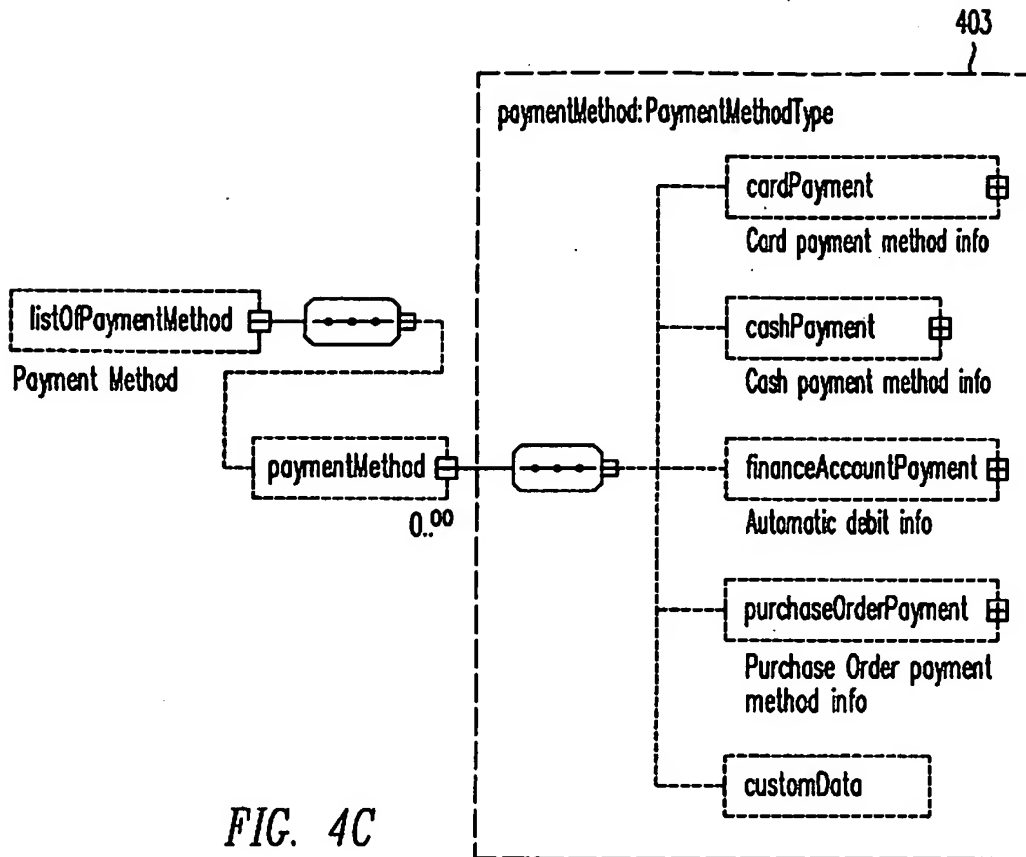 403
paymentMethod:PaymentMethodType
cardPayment
Card payment method info
listOfPaymentMethod
Payment Method
cashPayment
Cash payment method info
paymentMethod
0..∞
financeAccountPayment
Automatic debit info
purchaseOrderPayment
Purchase Order payment
method info
customData
FIG. 4C